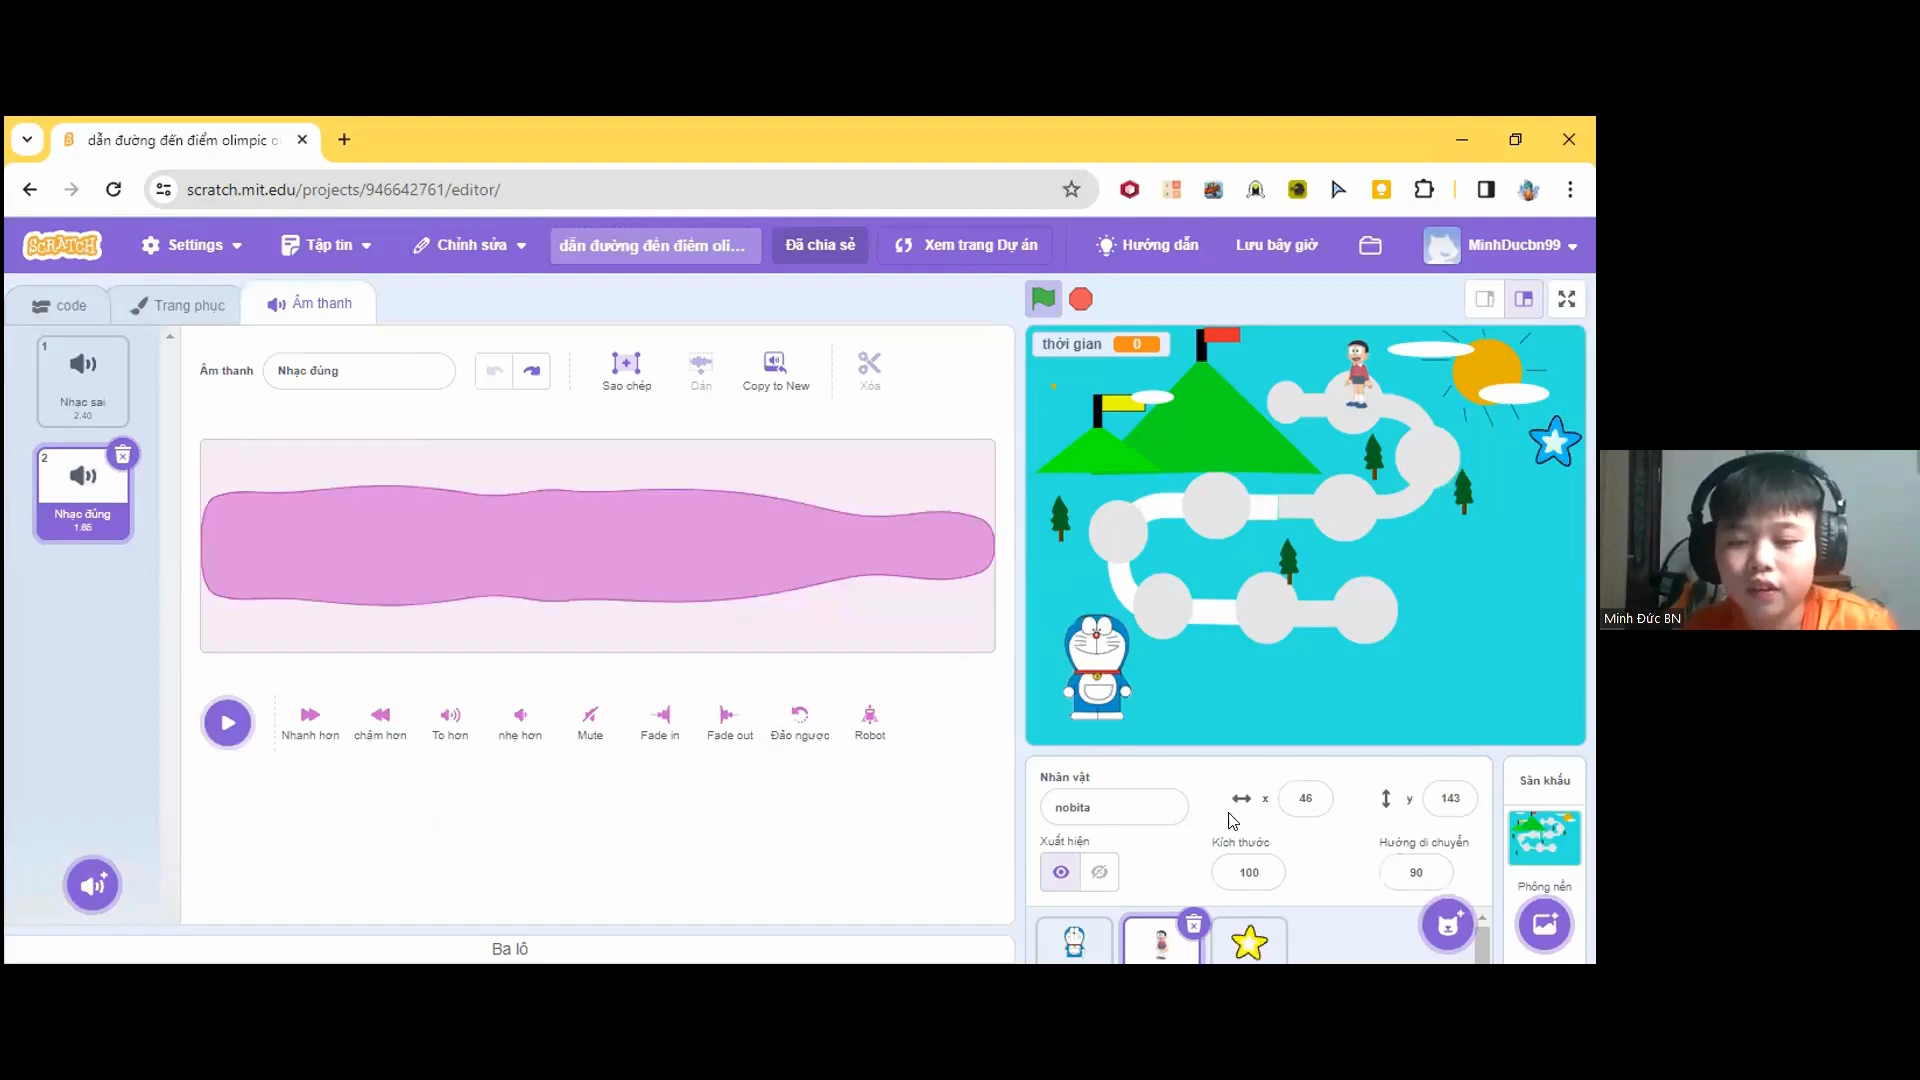 dẫn đường đến điểm olimpic
scratch.mit.edu/projects/946642761/editor/
SCRATCH
Settings
Tập tin
Chỉnh sửa
dẫn đường đến điểm oli...
Đã chia sẻ
Xem trang Dự án
Hướng dẫn
Lưu bây giờ
MinhDucbn99
code
Trang phục
Âm thanh
1
Nhạc sai
2.40
2
Nhạc đúng
1.65
Âm thanh
Nhạc đúng
Sao chép
Dán
Copy to New
Xóa
Nhanh hơn
chậm hơn
To hơn
nhẹ hơn
Mute
Fade in
Fade out
Đảo ngược
Robot
Ba lô
thời gian 0
Nhân vật
nobita
x 46
y 143
Xuất hiện
Kích thước
100
Hướng di chuyển
90
Sân khấu
Phông nền
Minh Đức BN